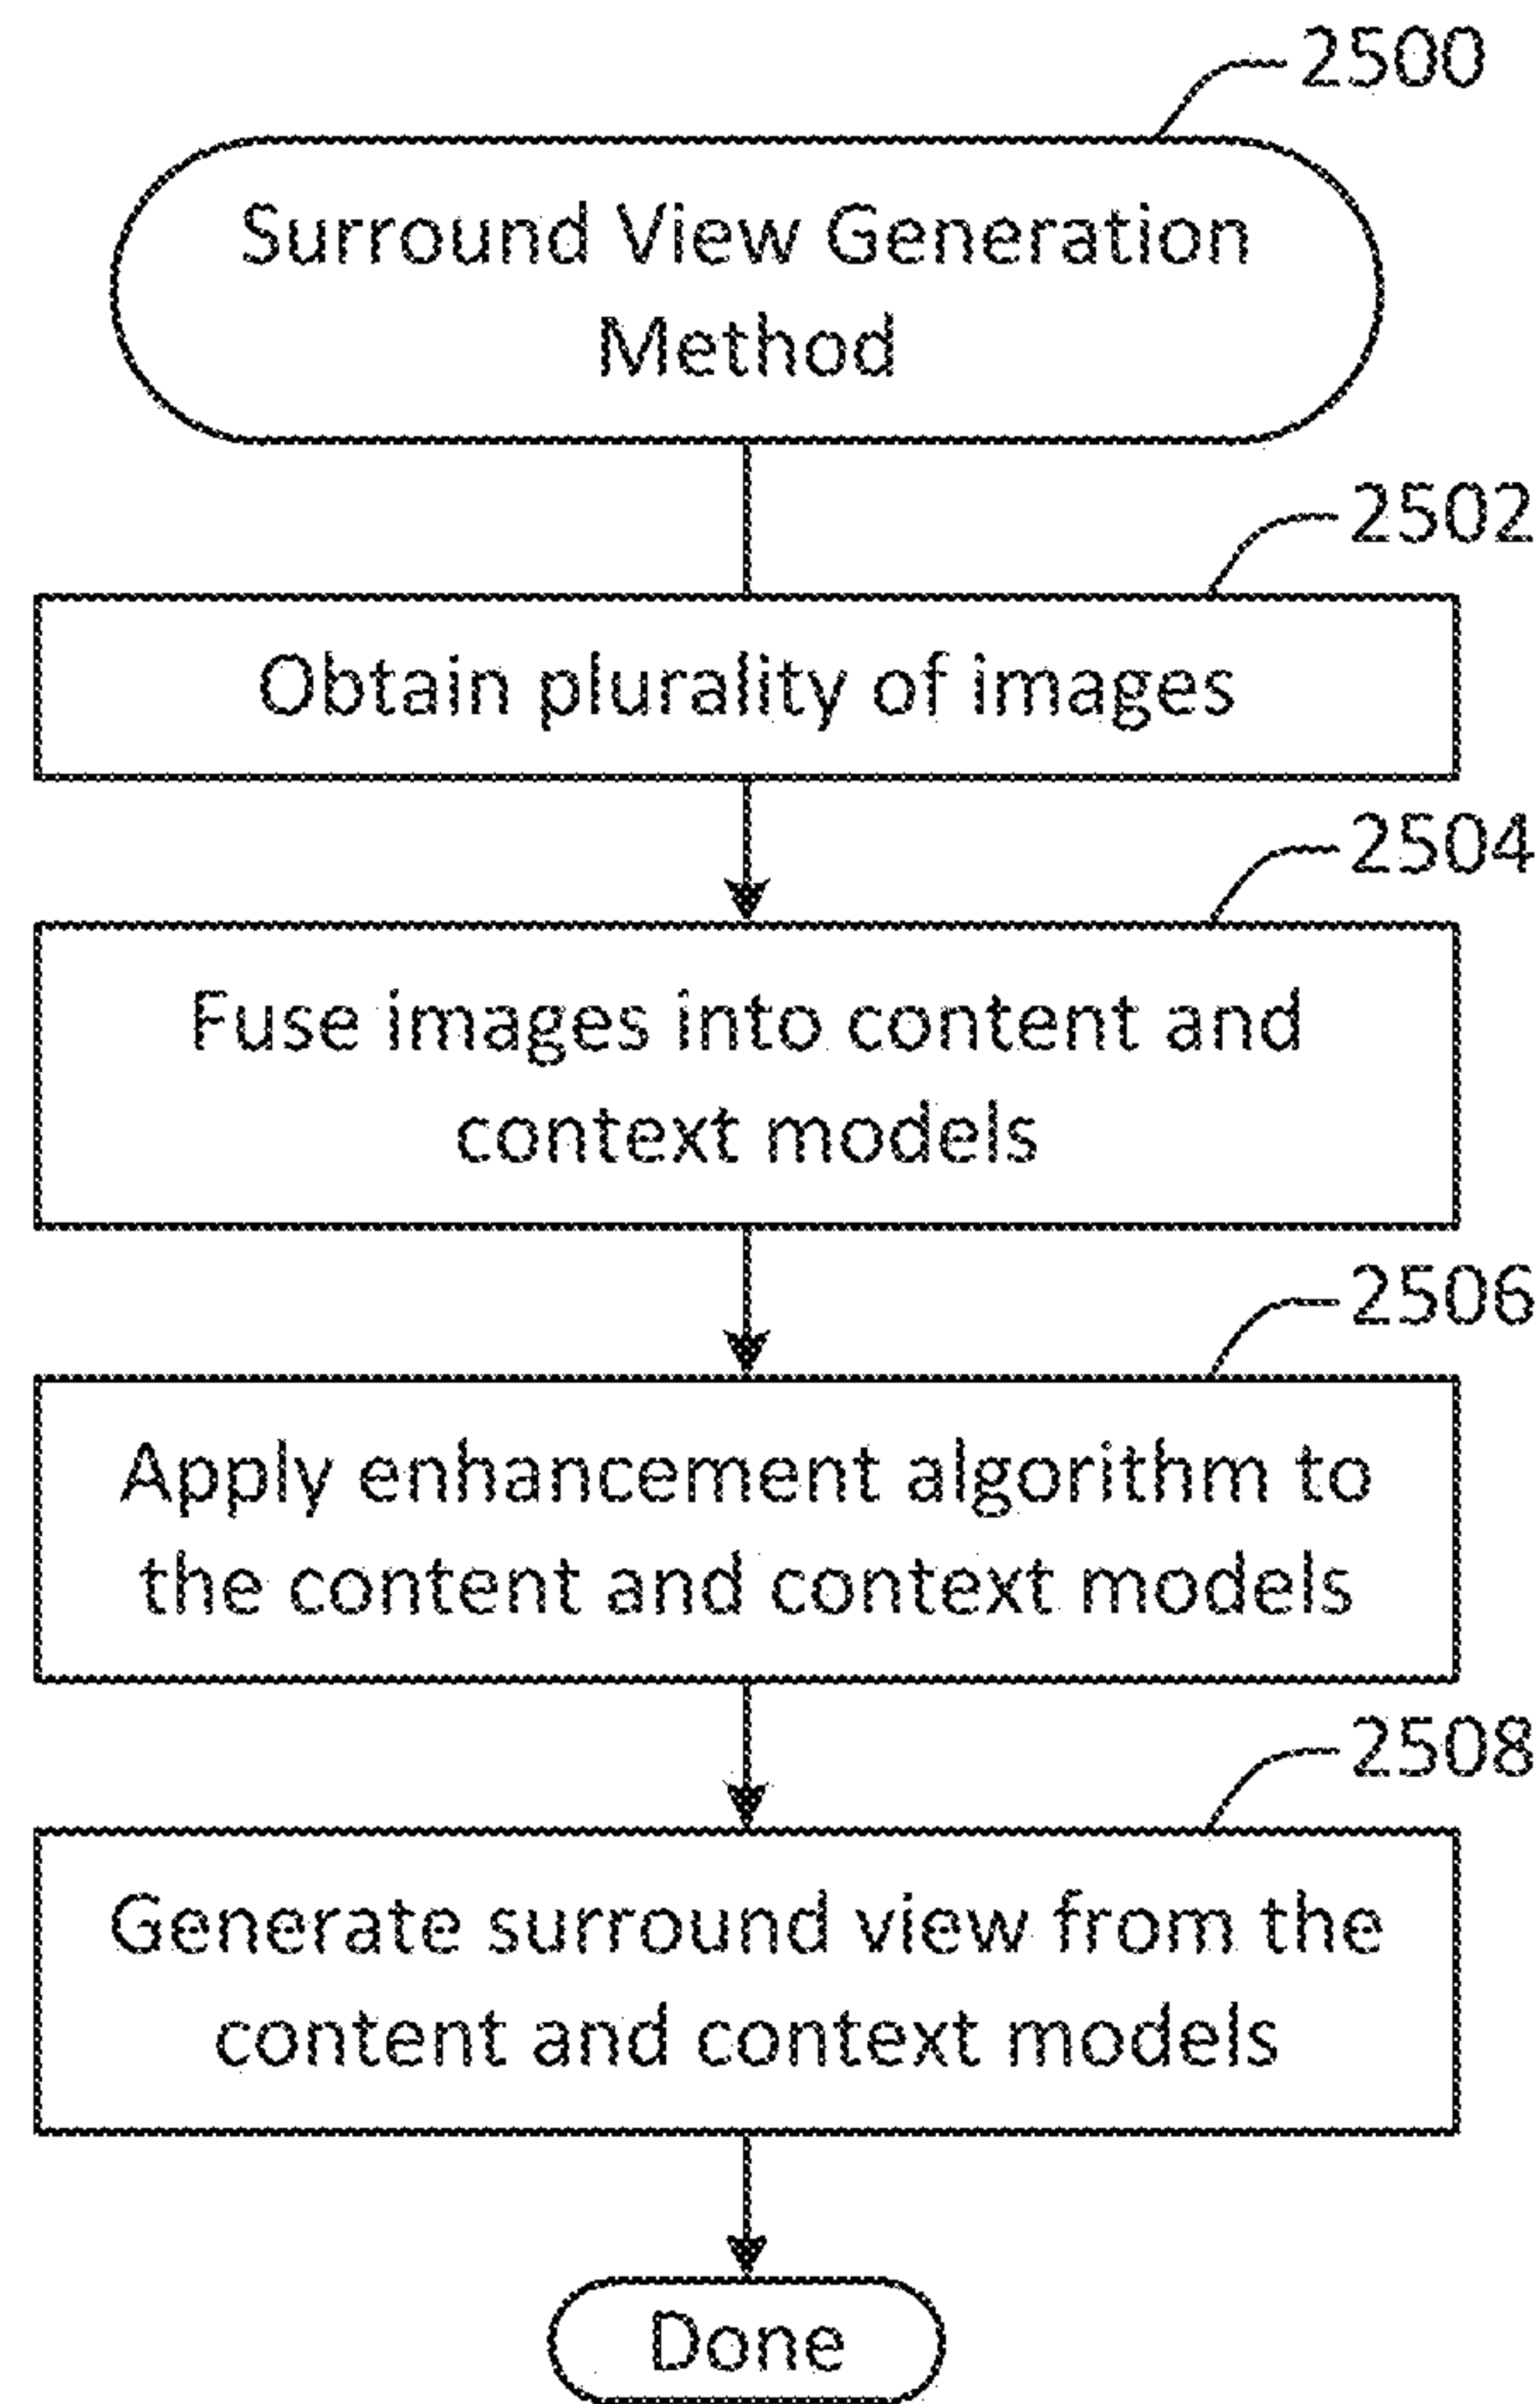 2500
Surround View Generation
Method
2502
Obtain plurality of images
2504
Fuse images into content and
context models
2506
Apply enhancement algorithm to
the content and context models
2508
Generate surround view from the
content and context models
Done